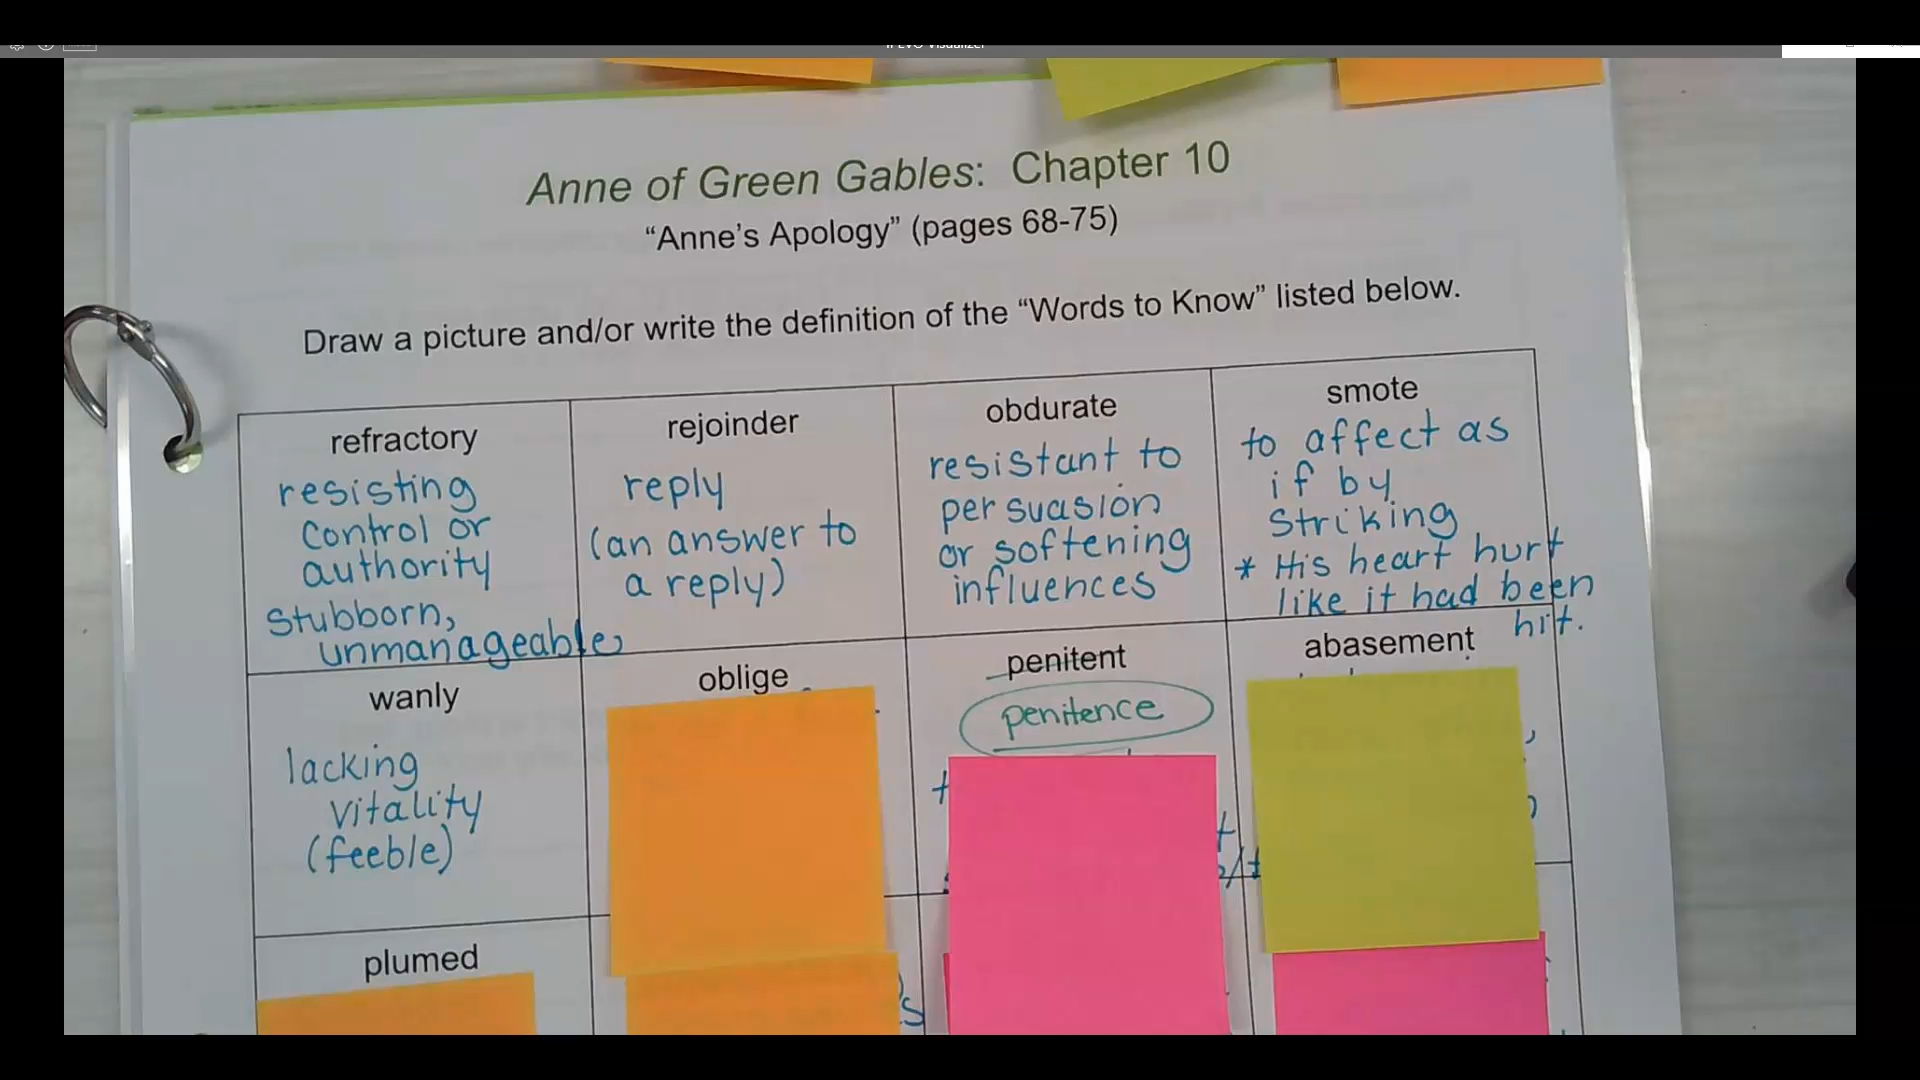 Anne of Green Gables: Chapter 10
“Anne’s Apology” (pages 68-75)
Draw a picture and/or write the definition of the “Words to Know” listed below.
refractory
resisting
control or
authority
stubborn,
unmanageable
rejoinder
reply
(an answer to
a reply)
obdurate
resistant to
persuasion
or softening
influences
smote
to affect as
if by
striking
* His heart hurt
like it had been
hit.
wanly
lacking
vitality
(feeble)
oblige
penitent
penitence
abasement
plumed